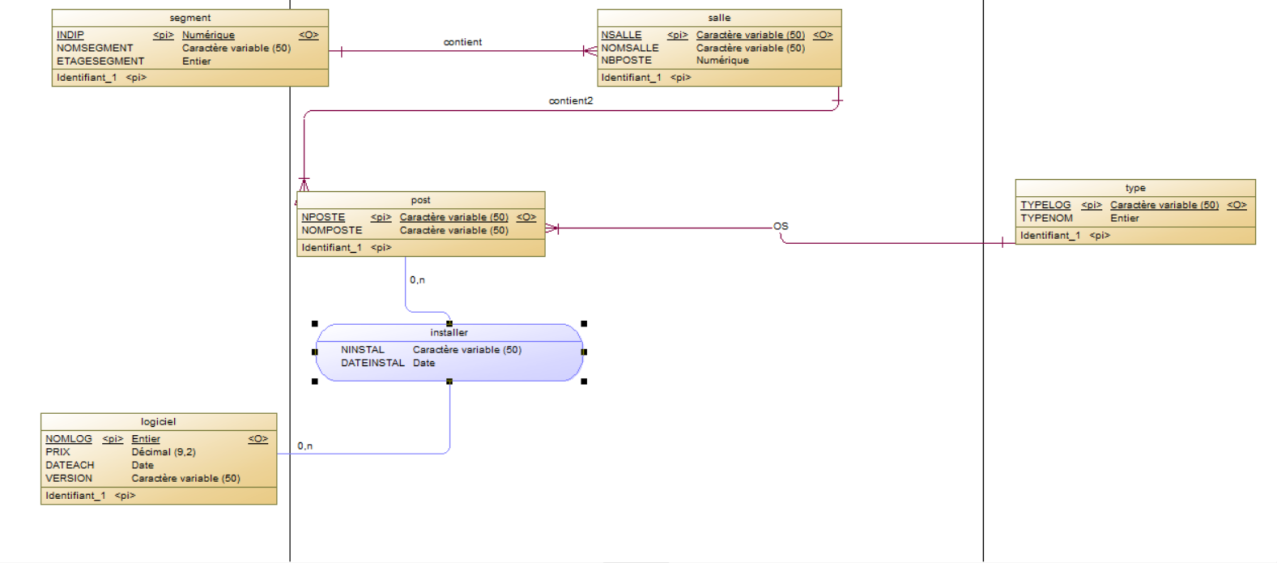 segment
INDIP <pi> Numérique <O>
NOMSEGMENT Caractère variable (50)
ETAGESEGMENT Entier
Identifiant_1 <pi>
contient
salle
NSALLE <pi> Caractère variable (50) <O>
NOMSALLE Caractère variable (50)
NBPOSTE Numérique
Identifiant_1 <pi>
contient2
post
NPOSTE <pi> Caractère variable (50) <O>
NOMPOSTE Caractère variable (50)
Identifiant_1 <pi>
OS
type
TYPELOG <pi> Caractère variable (50) <O>
TYPENOM Entier
Identifiant_1 <pi>
0,n
installer
NINSTAL Caractère variable (50)
DATEINSTAL Date
logiciel
NOMLOG <pi> Entier <O>
PRIX Décimal (9,2)
DATEACH Date
VERSION Caractère variable (50)
Identifiant_1 <pi>
0,n